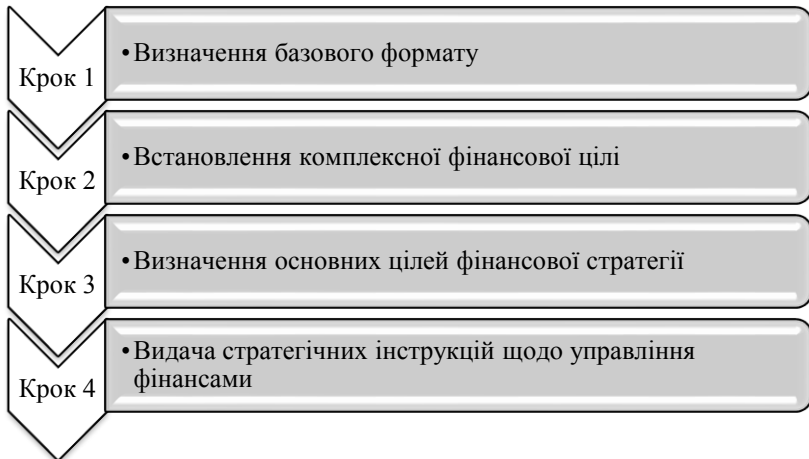 Крок 1
•Визначення базового формату
Крок 2
•Встановлення комплексної фінансової цілі
Крок 3
•Визначення основних цілей фінансової стратегії
Крок 4
•Видача стратегічних інструкцій щодо управління
фінансами